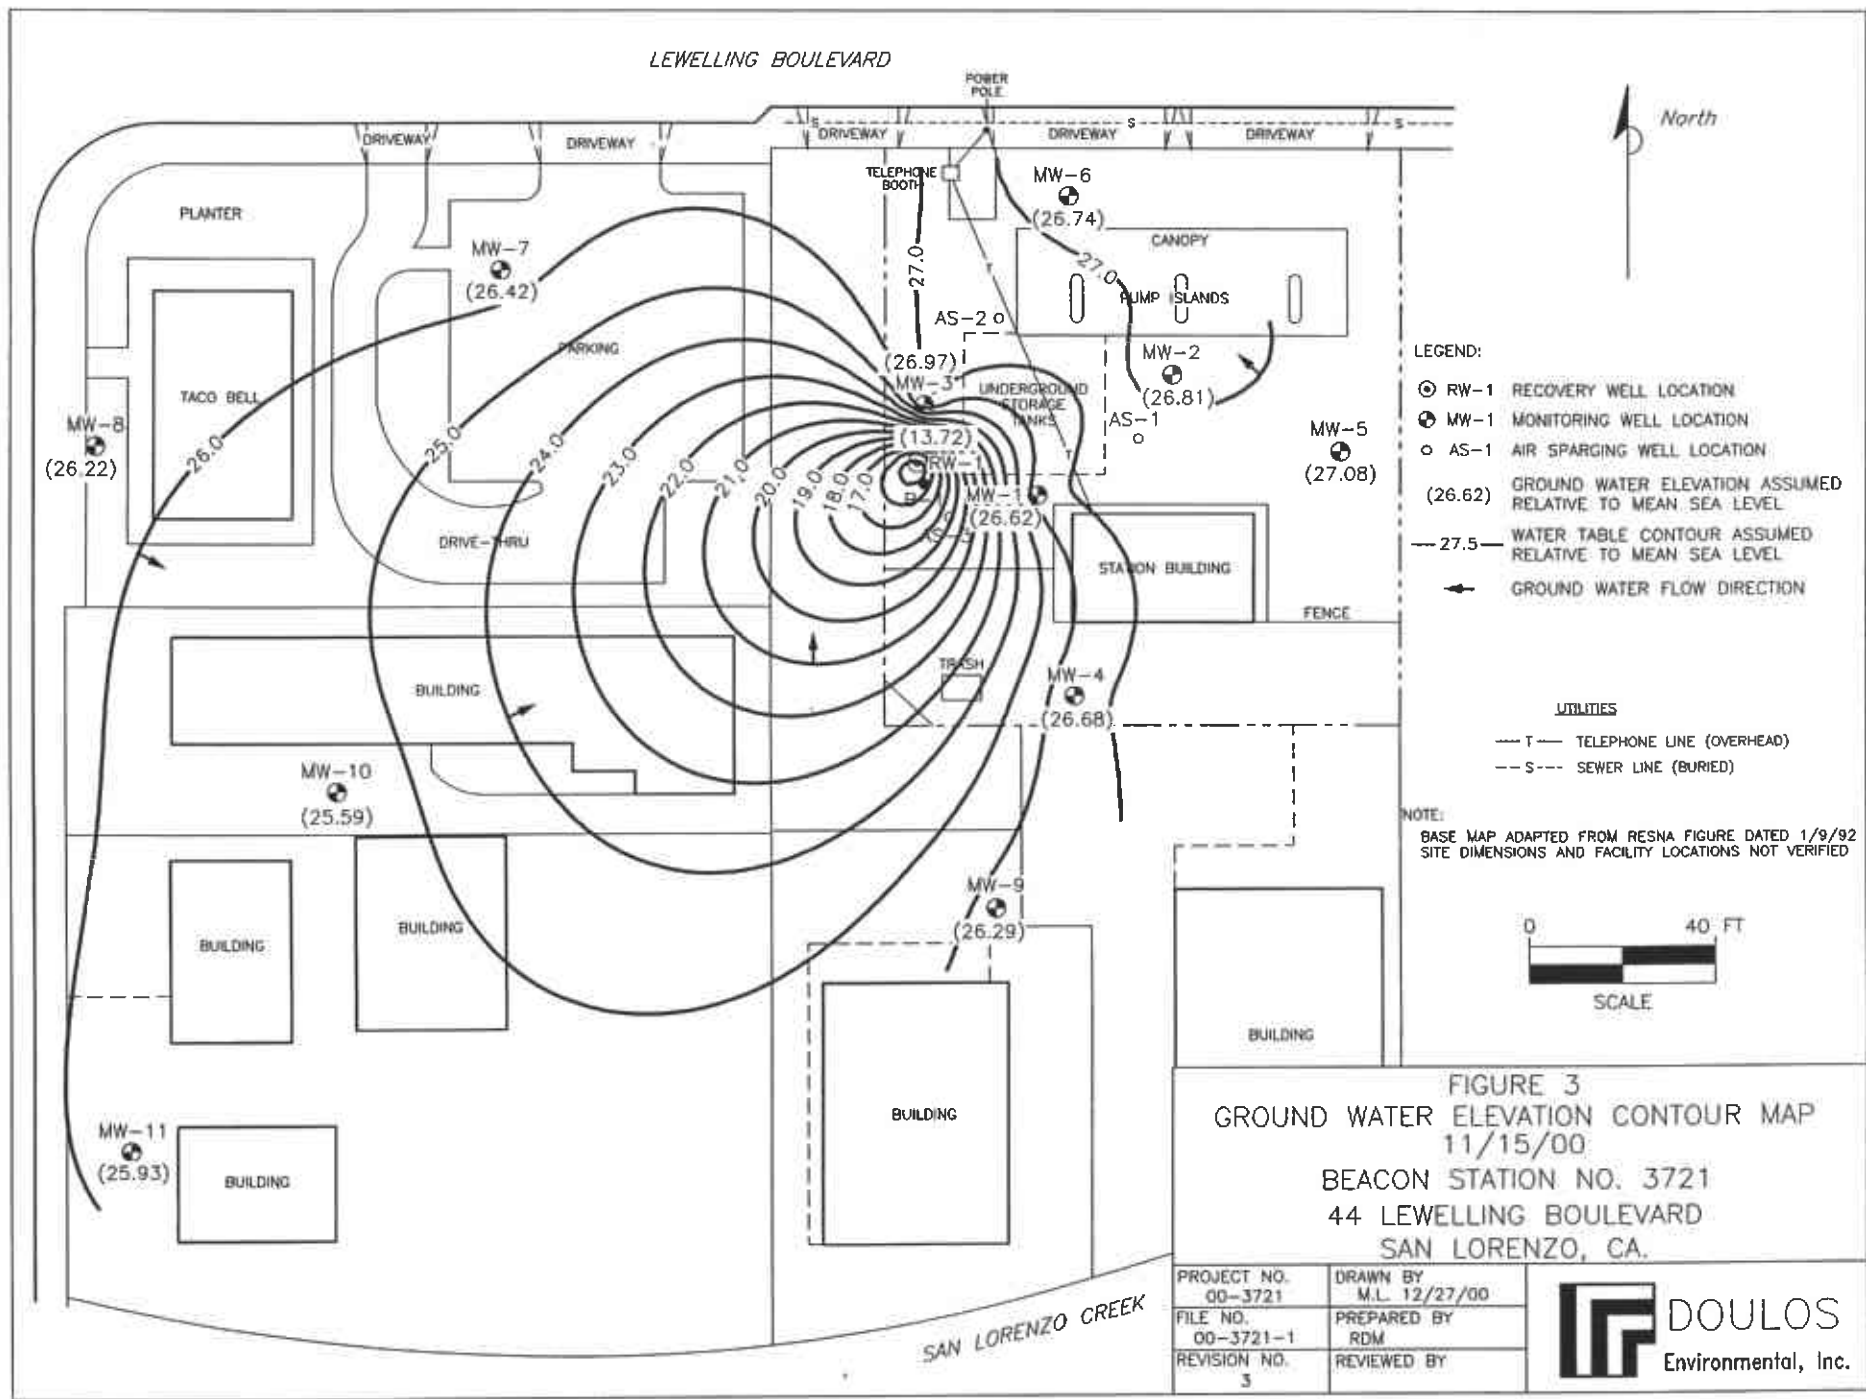 LEWELLING BOULEVARD
POWER
POLE
North
S
S
S
DRIVEWAY
DRIVEWAY
DRIVEWAY
DRIVEWAY
DRIVEWAY
TELEPHONE
BOOTH
MW-6
(26.74)
PLANTER
CANOPY
MW-7
(26.42)
27.0
27.0
T
PUMP ISLANDS
AS-2
PARKING
MW-2
(26.81)
(26.97)
MW-3
UNDERGROUND
STORAGE
TANKS
AS-1
TACO BELL
MW-8
(26.22)
26.0
25.0
24.0
23.0
22.0
21.0
20.0
19.0
18.0
17.0
(13.72)
RW-1
T
MW-5
(27.08)
MW-1
(26.62)
AS-3
DRIVE-THRU
STATION BUILDING
FENCE
LEGEND:
RW-1 RECOVERY WELL LOCATION
MW-1 MONITORING WELL LOCATION
AS-1 AIR SPARGING WELL LOCATION
(26.62) GROUND WATER ELEVATION ASSUMED
RELATIVE TO MEAN SEA LEVEL
27.5 WATER TABLE CONTOUR ASSUMED
RELATIVE TO MEAN SEA LEVEL
GROUND WATER FLOW DIRECTION
TRASH
MW-4
(26.68)
BUILDING
UTILITIES
T TELEPHONE LINE (OVERHEAD)
S SEWER LINE (BURIED)
MW-10
(25.59)
NOTE:
BASE MAP ADAPTED FROM RESNA FIGURE DATED 1/9/92
SITE DIMENSIONS AND FACILITY LOCATIONS NOT VERIFIED
MW-9
(26.29)
BUILDING
BUILDING
0 40 FT
SCALE
BUILDING
BUILDING
MW-11
(25.93)
BUILDING
SAN LORENZO CREEK
FIGURE 3
GROUND WATER ELEVATION CONTOUR MAP
11/15/00
BEACON STATION NO. 3721
44 LEWELLING BOULEVARD
SAN LORENZO, CA.
PROJECT NO.
00-3721
DRAWN BY
M.L. 12/27/00
FILE NO.
00-3721-1
PREPARED BY
RDM
REVISION NO.
3
REVIEWED BY
DOULOS
Environmental, Inc.